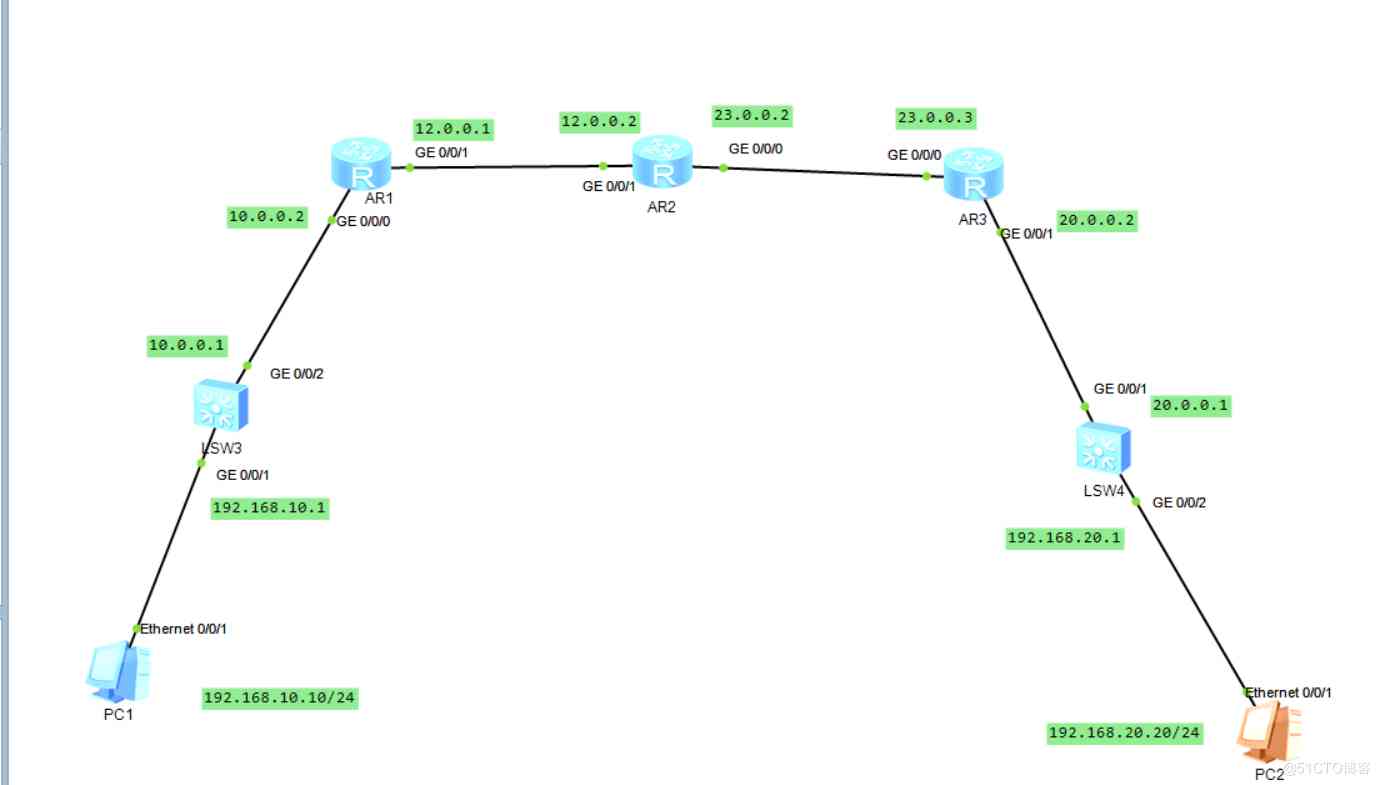 23.0.0.2
23.0.0.3
12.0.0.1
12.0.0.2
GE 0/0/1
GE 0/0/0
GE 0/0/0
GE 0/0/1
AR1
AR2
AR3
10.0.0.2
GE 0/0/0
20.0.0.2
GE 0/0/1
10.0.0.1
GE 0/0/2
GE 0/0/1
20.0.0.1
LSW3
GE 0/0/1
LSW4
GE 0/0/2
192.168.10.1
192.168.20.1
Ethernet 0/0/1
192.168.10.10/24
PC1
Ethernet 0/0/1
192.168.20.20/24
PC2
@51CTO博客